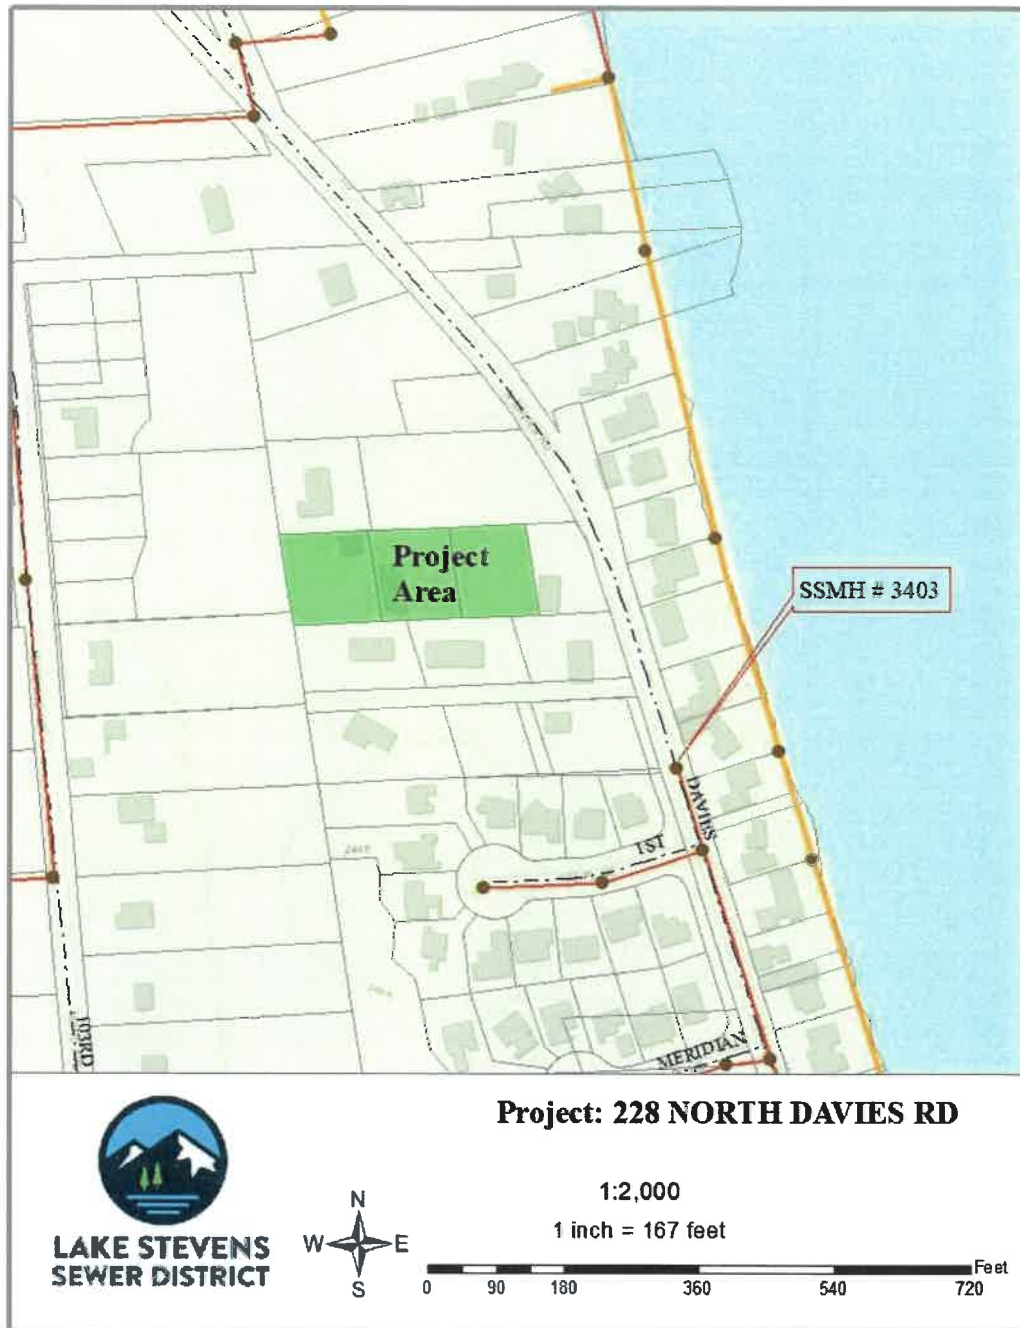 Project
Area
SSMH # 3403
DAVIES
1ST
103RD
MERIDIAN
Project: 228 NORTH DAVIES RD
1:2,000
1 inch = 167 feet
N
W E
S
LAKE STEVENS
SEWER DISTRICT
Feet
0 90 180 360 540 720